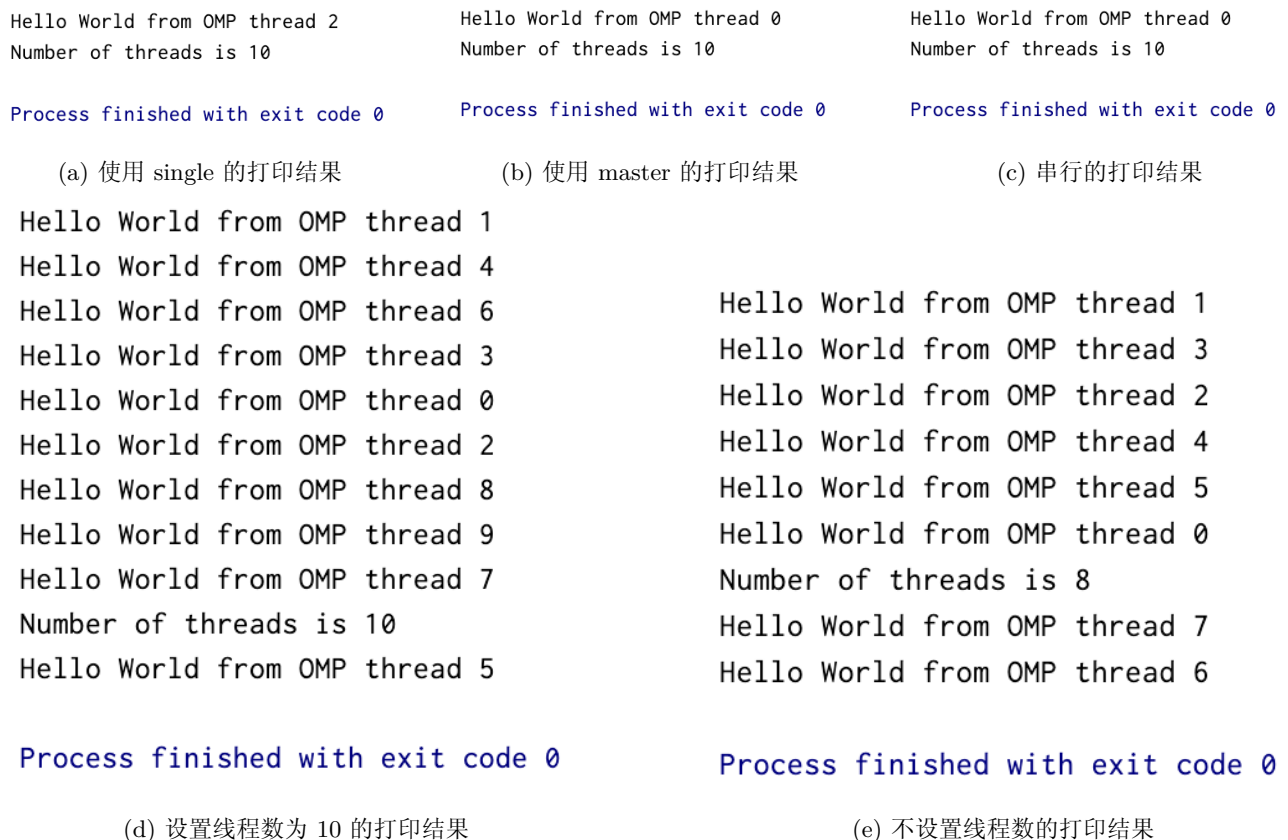 Hello World from OMP thread 2
Number of threads is 10
Process finished with exit code 0
(a) 使用 single 的打印结果
Hello World from OMP thread 0
Number of threads is 10
Process finished with exit code 0
(b) 使用 master 的打印结果
Hello World from OMP thread 0
Number of threads is 10
Process finished with exit code 0
(c) 串行的打印结果
Hello World from OMP thread 1
Hello World from OMP thread 4
Hello World from OMP thread 6
Hello World from OMP thread 3
Hello World from OMP thread 0
Hello World from OMP thread 2
Hello World from OMP thread 8
Hello World from OMP thread 9
Hello World from OMP thread 7
Number of threads is 10
Hello World from OMP thread 5
Process finished with exit code 0
(d) 设置线程数为 10 的打印结果
Hello World from OMP thread 1
Hello World from OMP thread 3
Hello World from OMP thread 2
Hello World from OMP thread 4
Hello World from OMP thread 5
Hello World from OMP thread 0
Number of threads is 8
Hello World from OMP thread 7
Hello World from OMP thread 6
Process finished with exit code 0
(e) 不设置线程数的打印结果